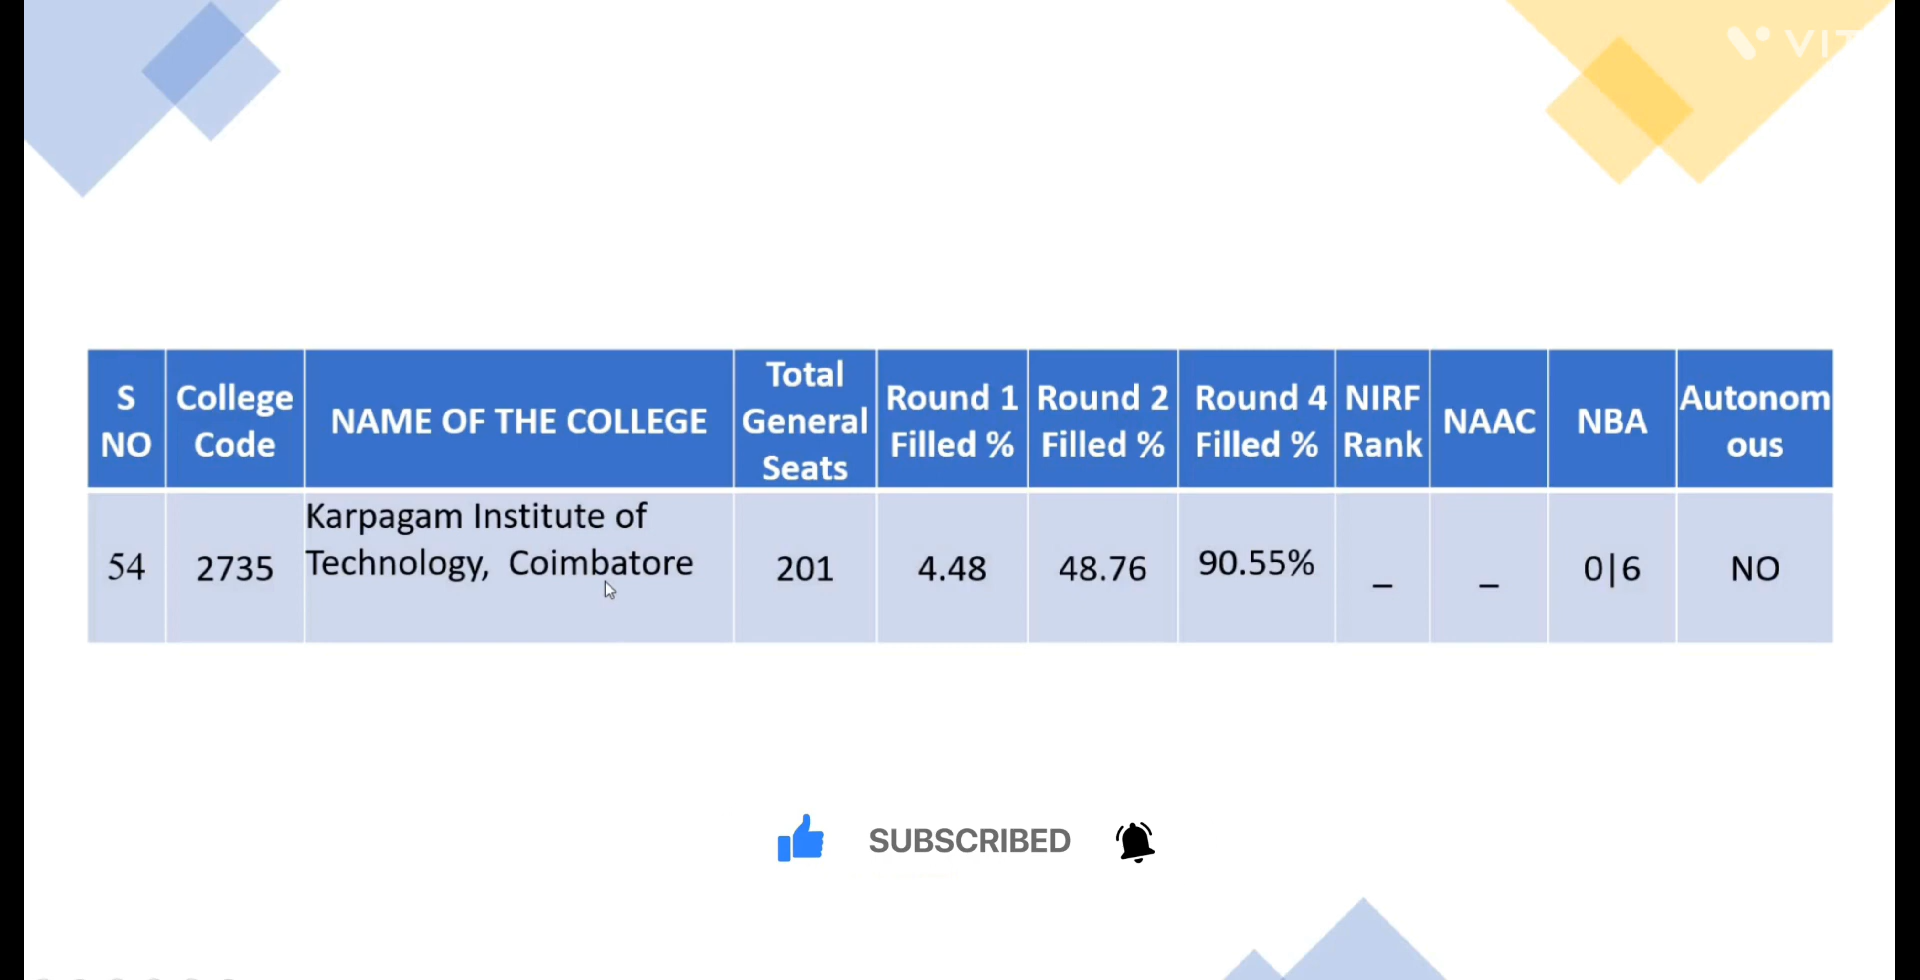 VIT
S NO
College Code
NAME OF THE COLLEGE
Total General Seats
Round 1 Filled %
Round 2 Filled %
Round 4 Filled %
NIRF Rank
NAAC
NBA
Autonomous
54
2735
Karpagam Institute of
Technology, Coimbatore
201
4.48
48.76
90.55%
_
_
0|6
NO
SUBSCRIBED